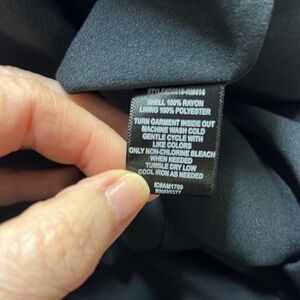 SHELL 100% RAYON
LINING 100% POLYESTER
TURN GARMENT INSIDE OUT
MACHINE WASH COLD
GENTLE CYCLE WITH
LIKE COLORS
ONLY NON-CHLORINE BLEACH
WHEN NEEDED
TUMBLE DRY LOW
COOL IRON AS NEEDED